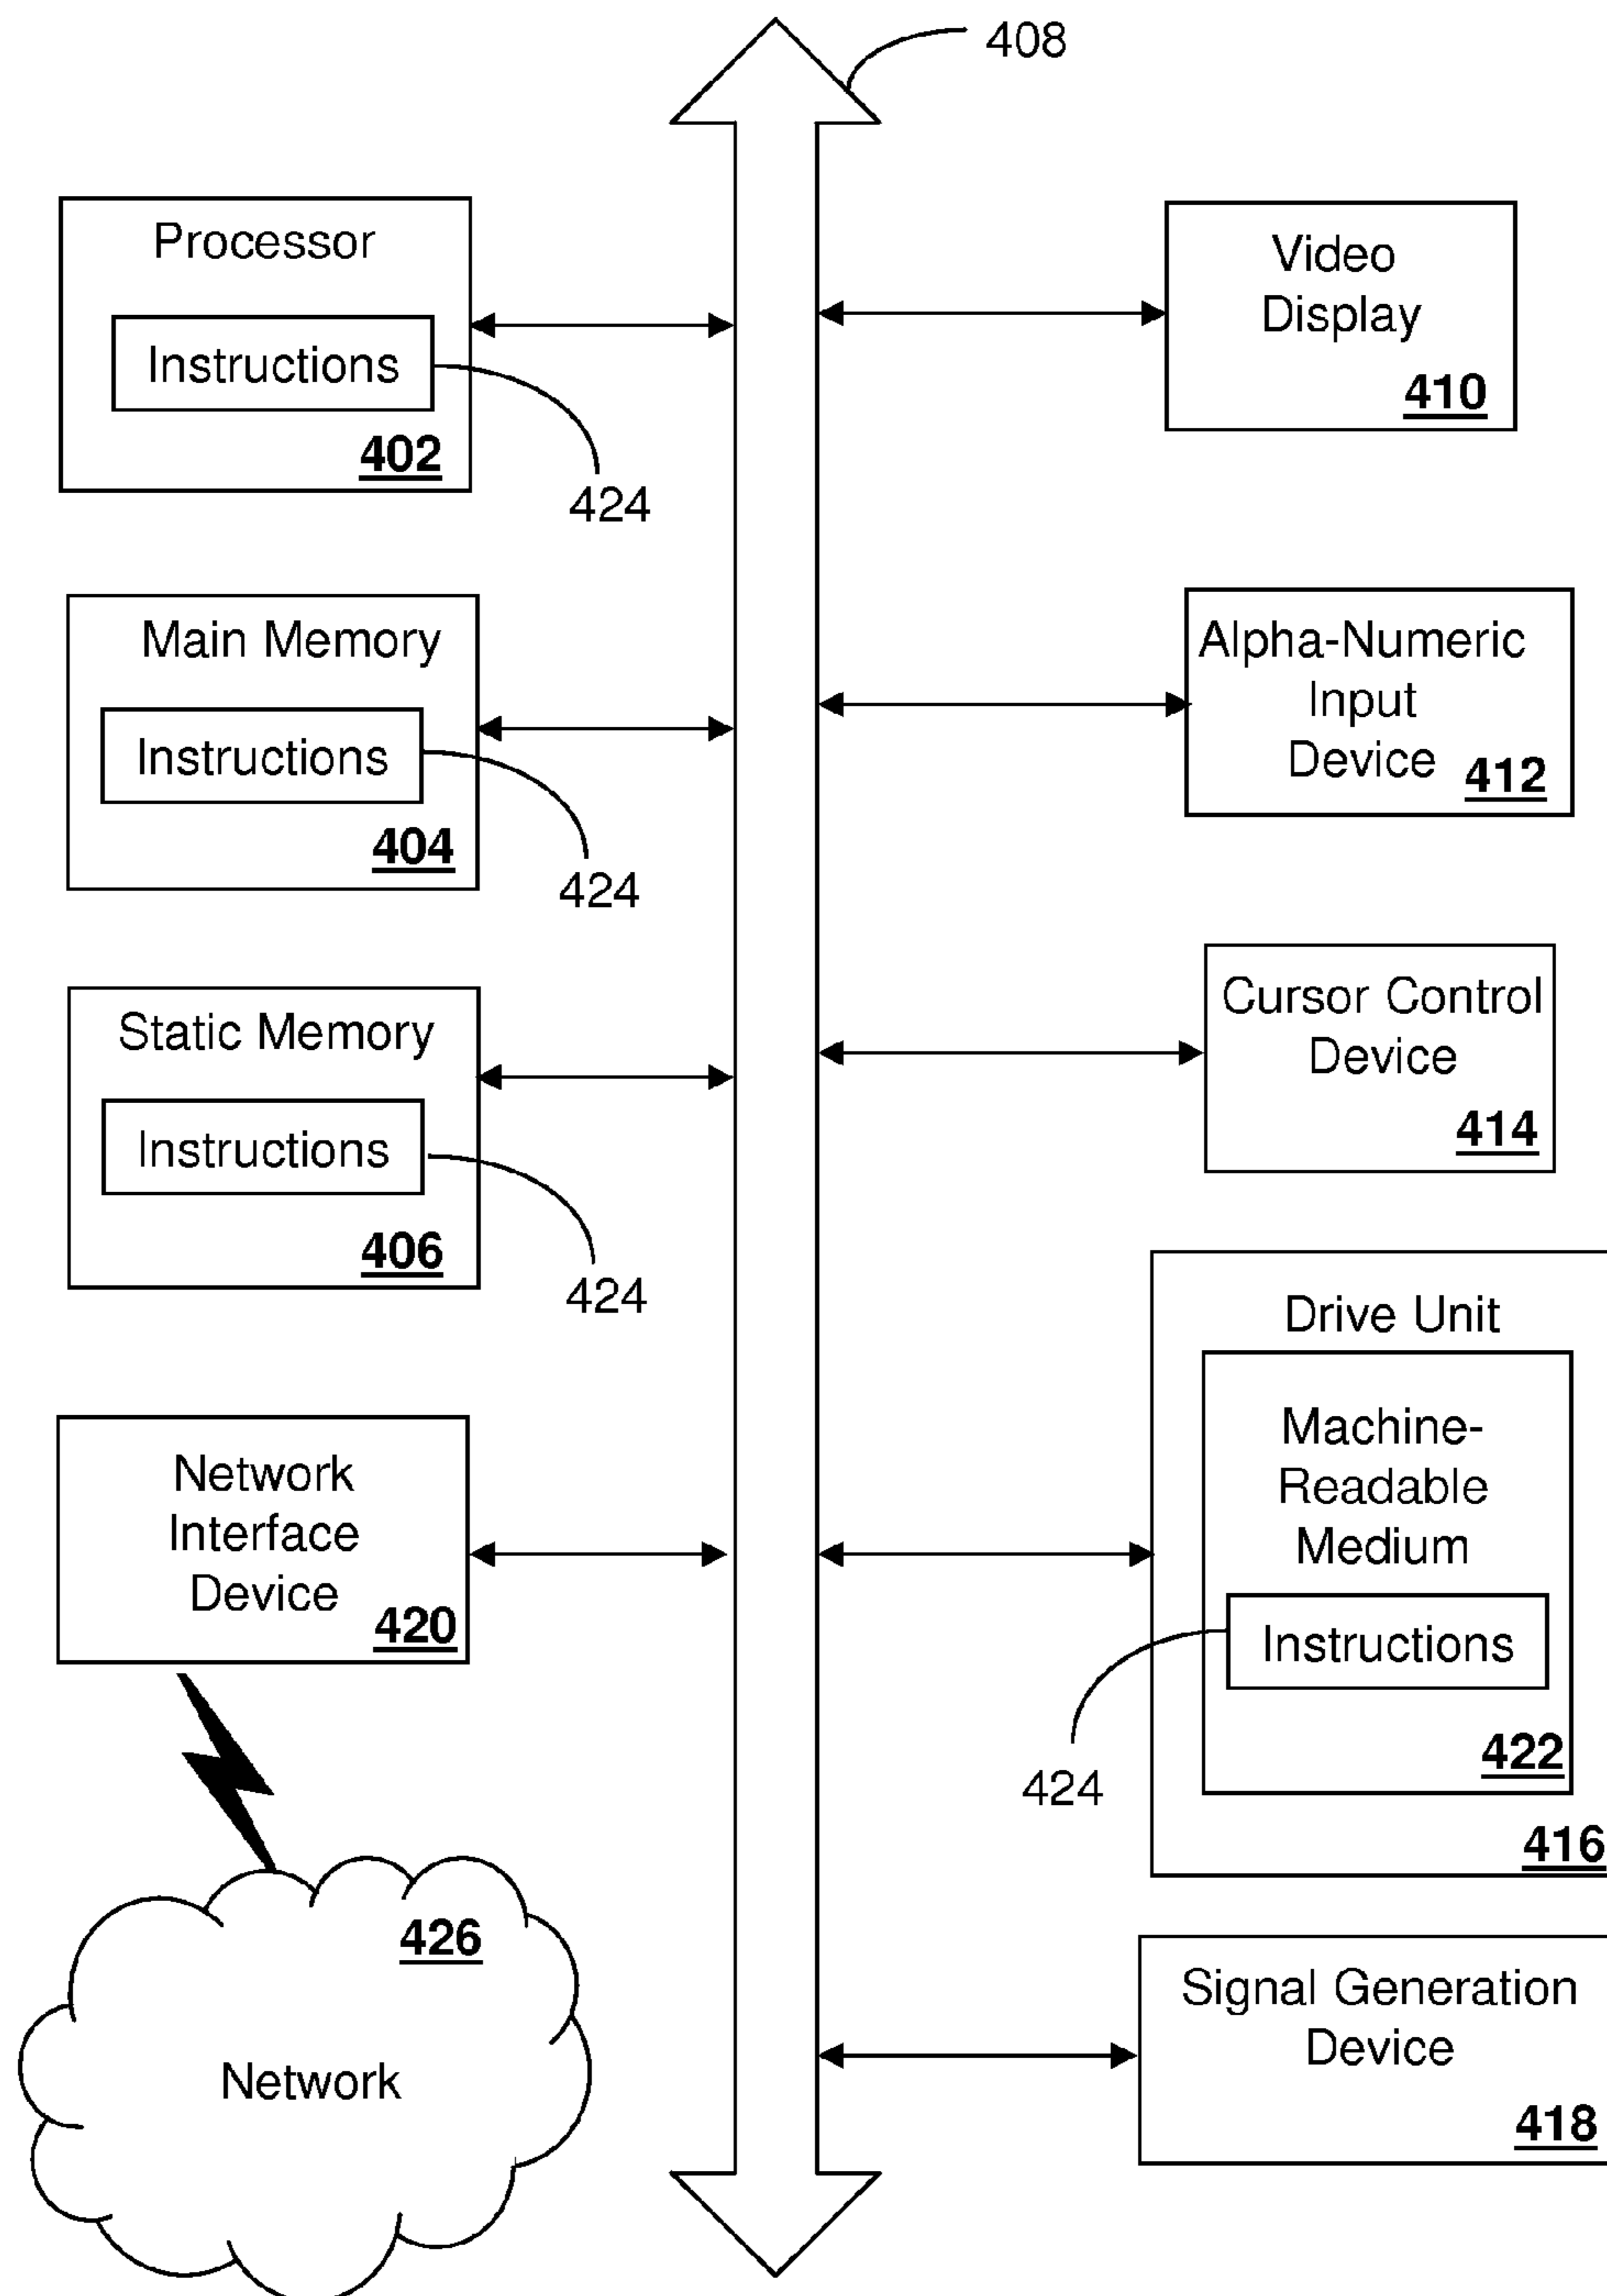 408
Processor
Instructions
402
424
Main Memory
Instructions
404
424
Static Memory
Instructions
406
424
Network
Interface
Device
420
426
Network
Video
Display
410
Alpha-Numeric
Input
Device
412
Cursor Control
Device
414
Drive Unit
Machine-
Readable
Medium
Instructions
424
422
416
Signal Generation
Device
418